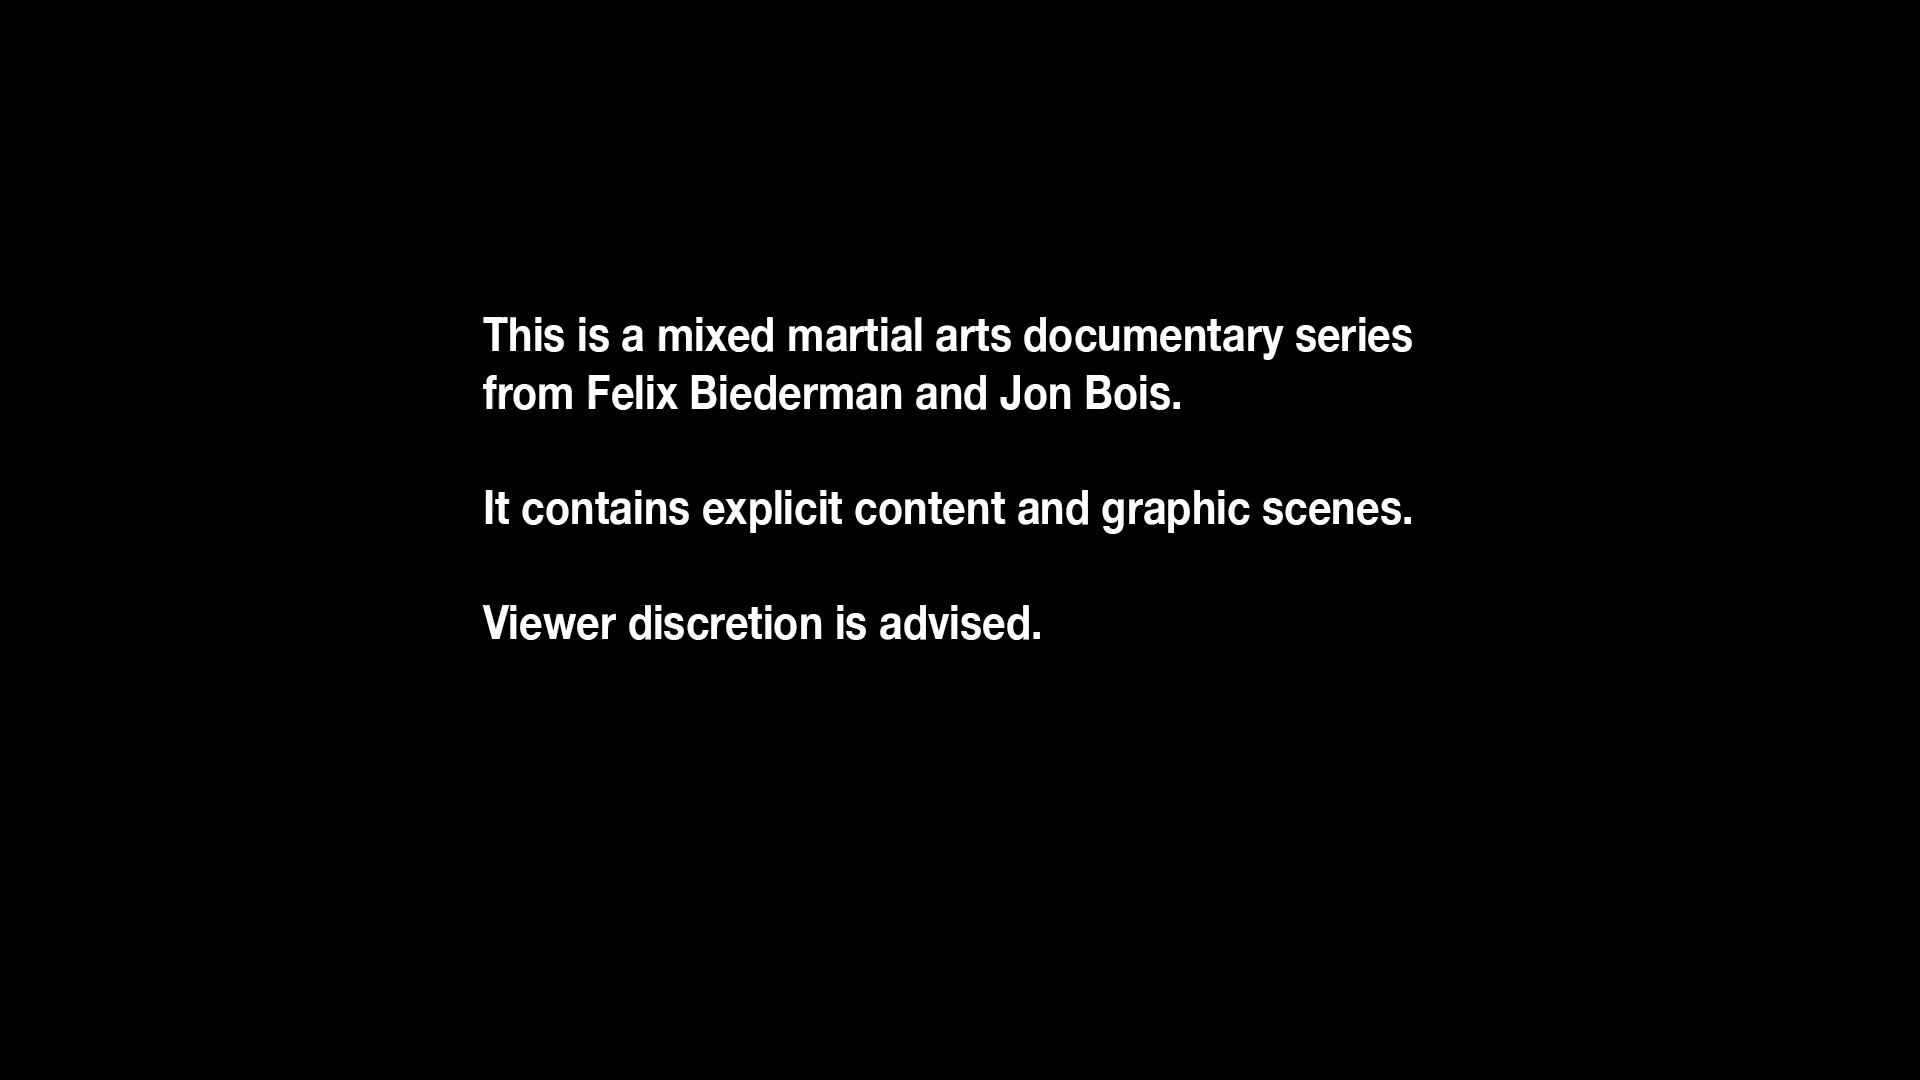 This is a mixed martial arts documentary series
from Felix Biederman and Jon Bois.
It contains explicit content and graphic scenes.
Viewer discretion is advised.